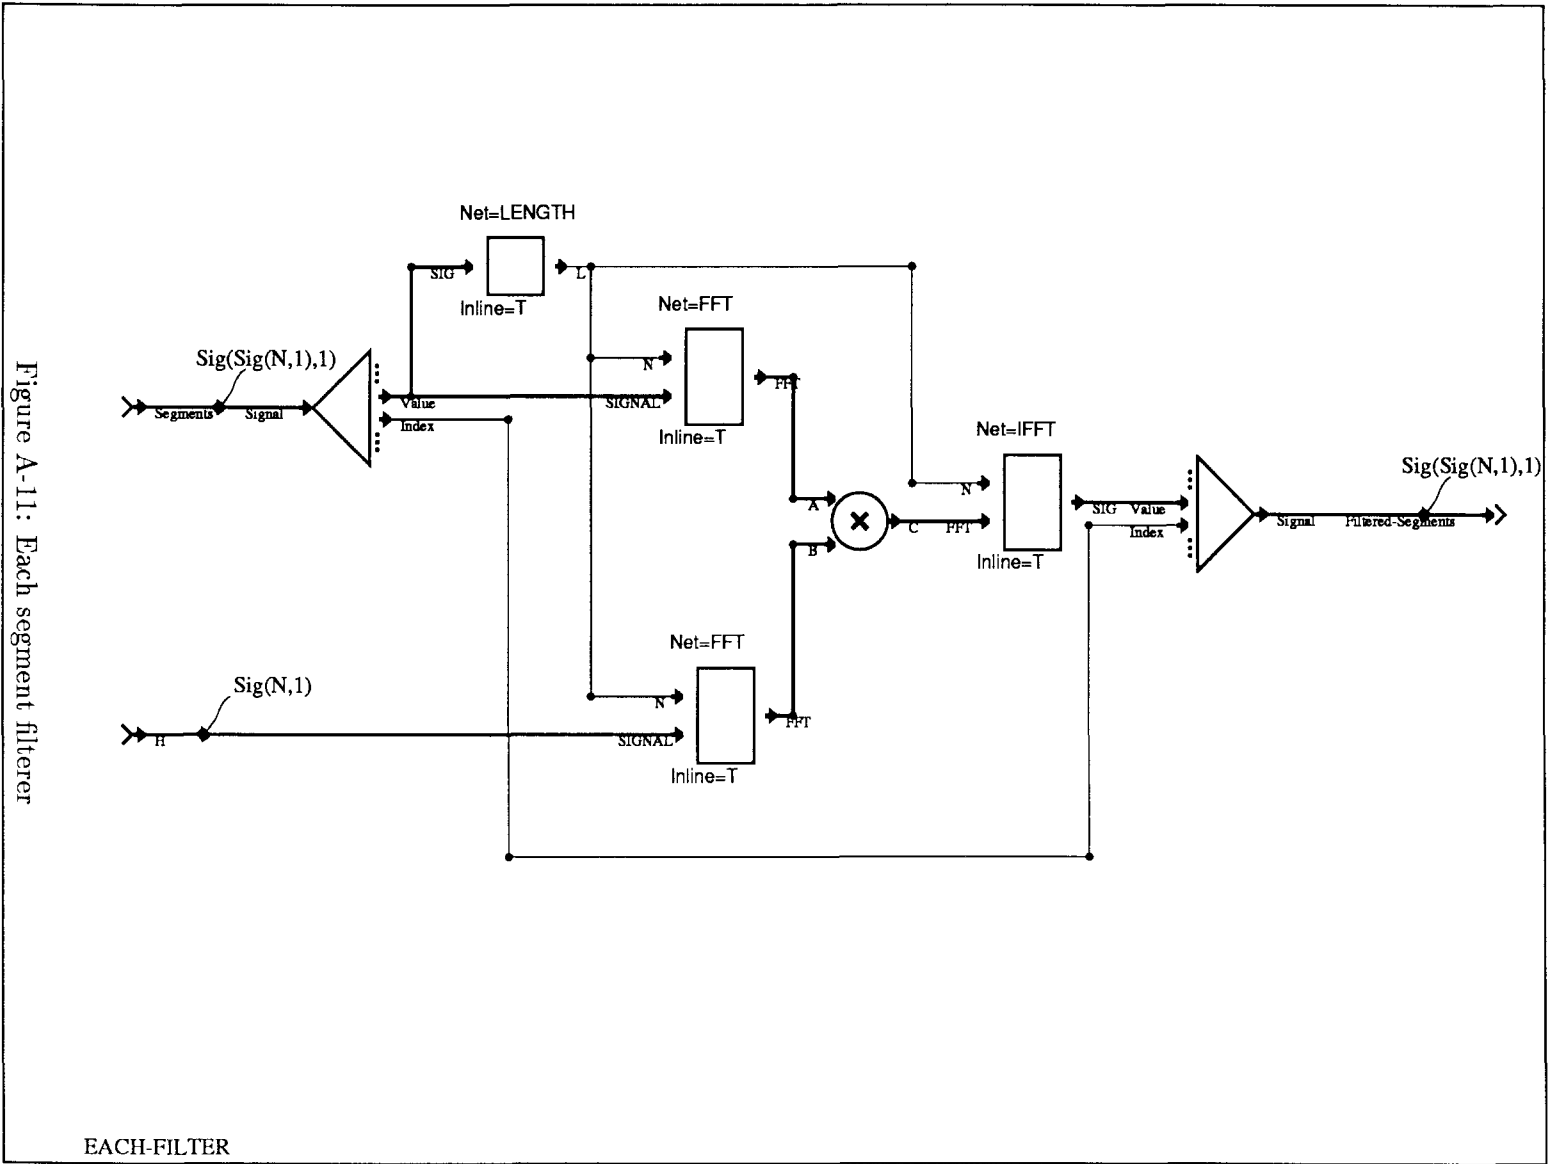 Net=LENGTH
SIG
L
Inline=T
Net=FFT
Sig(Sig(N,1),1)
N
FFT
Segments
Signal
Value
SIGNAL
Index
Inline=T
Net=IFFT
Sig(Sig(N,1),1)
N
A
SIG
Value
C
FFT
Signal
Filtered-Segments
Index
B
Inline=T
Net=FFT
Sig(N,1)
N
FFT
H
SIGNAL
Inline=T
Figure A-11: Each segment filterer
EACH-FILTER